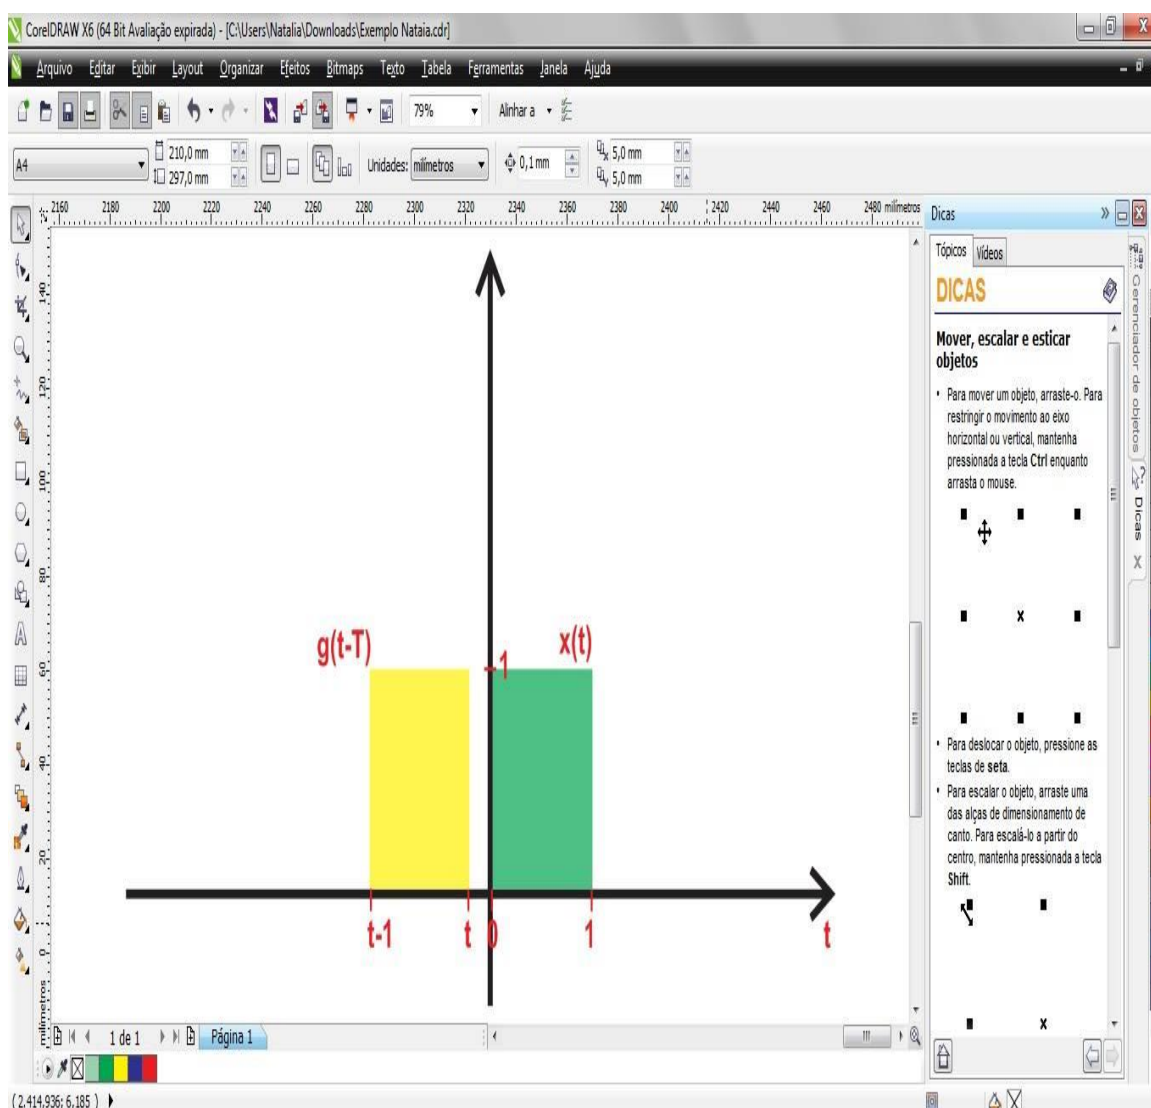 CorelDRAW X6 (64 Bit Avaliação expirada) - [C:\Users\Natalia\Downloads\Exemplo Nataia.cdr]
Arquivo Editar Exibir Layout Organizar Efeitos Bitmaps Texto Tabela Ferramentas Janela Ajuda
79% Alinhar a
A4 210,0 mm 297,0 mm Unidades: milímetros 0,1 mm 5,0 mm 5,0 mm
2160 2180 2200 2220 2240 2260 2280 2300 2320 2340 2360 2380 2400 2420 2440 2460 2480 milímetros
140
120
100
80
60
40
20
0
milímetros
g(t-T)
1
x(t)
t-1 t 0 1 t
Dicas
Tópicos Vídeos
DICAS
Mover, escalar e esticar
objetos
• Para mover um objeto, arraste-o. Para
restringir o movimento ao eixo
horizontal ou vertical, mantenha
pressionada a tecla Ctrl enquanto
arrasta o mouse.
• Para deslocar o objeto, pressione as
teclas de seta.
• Para escalar o objeto, arraste uma
das alças de dimensionamento de
canto. Para escalá-lo a partir do
centro, mantenha pressionada a tecla
Shift.
Gerenciador de objetos
Dicas
1 de 1 Página 1
( 2.414,936; 6,185 )